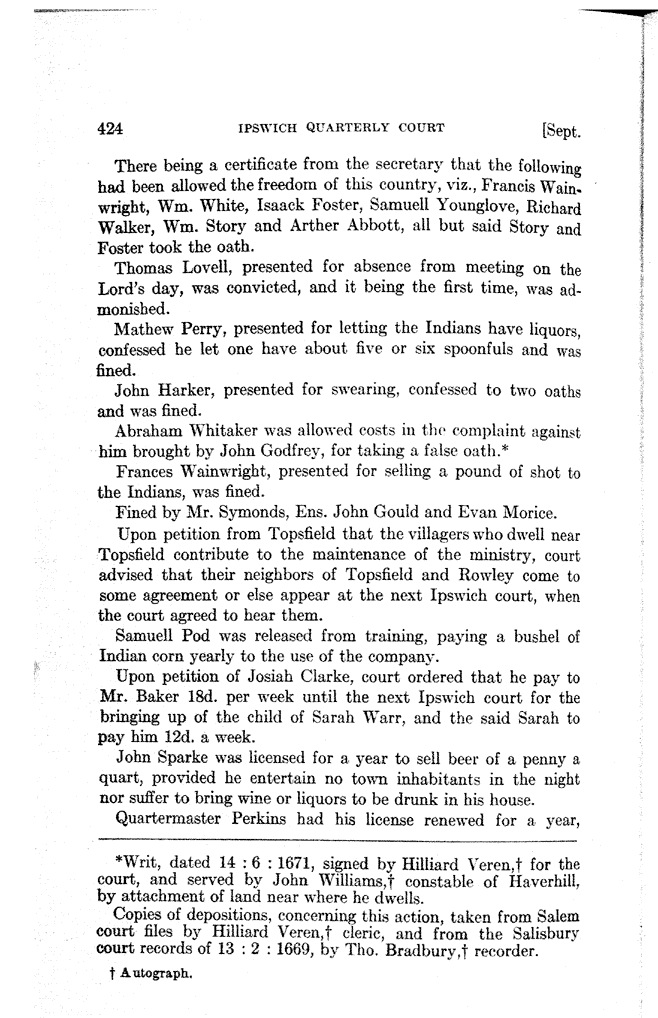 424 IPSWICH QUARTERLY COURT [Sept.
There being a certificate from the secretary that the following
had been allowed the freedom of this country, viz., Francis Wain-
wright, Wm. White, Isaack Foster, Samuell Younglove, Richard
Walker, Wm. Story and Arther Abbott, all but said Story and
Foster took the oath.
Thomas Lovell, presented for absence from meeting on the
Lord's day, was convicted, and it being the first time, was ad-
monished.
Mathew Perry, presented for letting the Indians have liquors,
confessed he let one have about five or six spoonfuls and was
fined.
John Harker, presented for swearing, confessed to two oaths
and was fined.
Abraham Whitaker was allowed costs in the complaint against
him brought by John Godfrey, for taking a false oath.*
Frances Wainwright, presented for selling a pound of shot to
the Indians, was fined.
Fined by Mr. Symonds, Ens. John Gould and Evan Morice.
Upon petition from Topsfield that the villagers who dwell near
Topsfield contribute to the maintenance of the ministry, court
advised that their neighbors of Topsfield and Rowley come to
some agreement or else appear at the next Ipswich court, when
the court agreed to hear them.
Samuell Pod was released from training, paying a bushel of
Indian corn yearly to the use of the company.
Upon petition of Josiah Clarke, court ordered that he pay to
Mr. Baker 18d. per week until the next Ipswich court for the
bringing up of the child of Sarah Warr, and the said Sarah to
pay him 12d. a week.
John Sparke was licensed for a year to sell beer of a penny a
quart, provided he entertain no town inhabitants in the night
nor suffer to bring wine or liquors to be drunk in his house.
Quartermaster Perkins had his license renewed for a year,
*Writ, dated 14 : 6 : 1671, signed by Hilliard Veren,† for the
court, and served by John Williams,† constable of Haverhill,
by attachment of land near where he dwells.
Copies of depositions, concerning this action, taken from Salem
court files by Hilliard Veren,† cleric, and from the Salisbury
court records of 13 : 2 : 1669, by Tho. Bradbury,† recorder.
† Autograph.